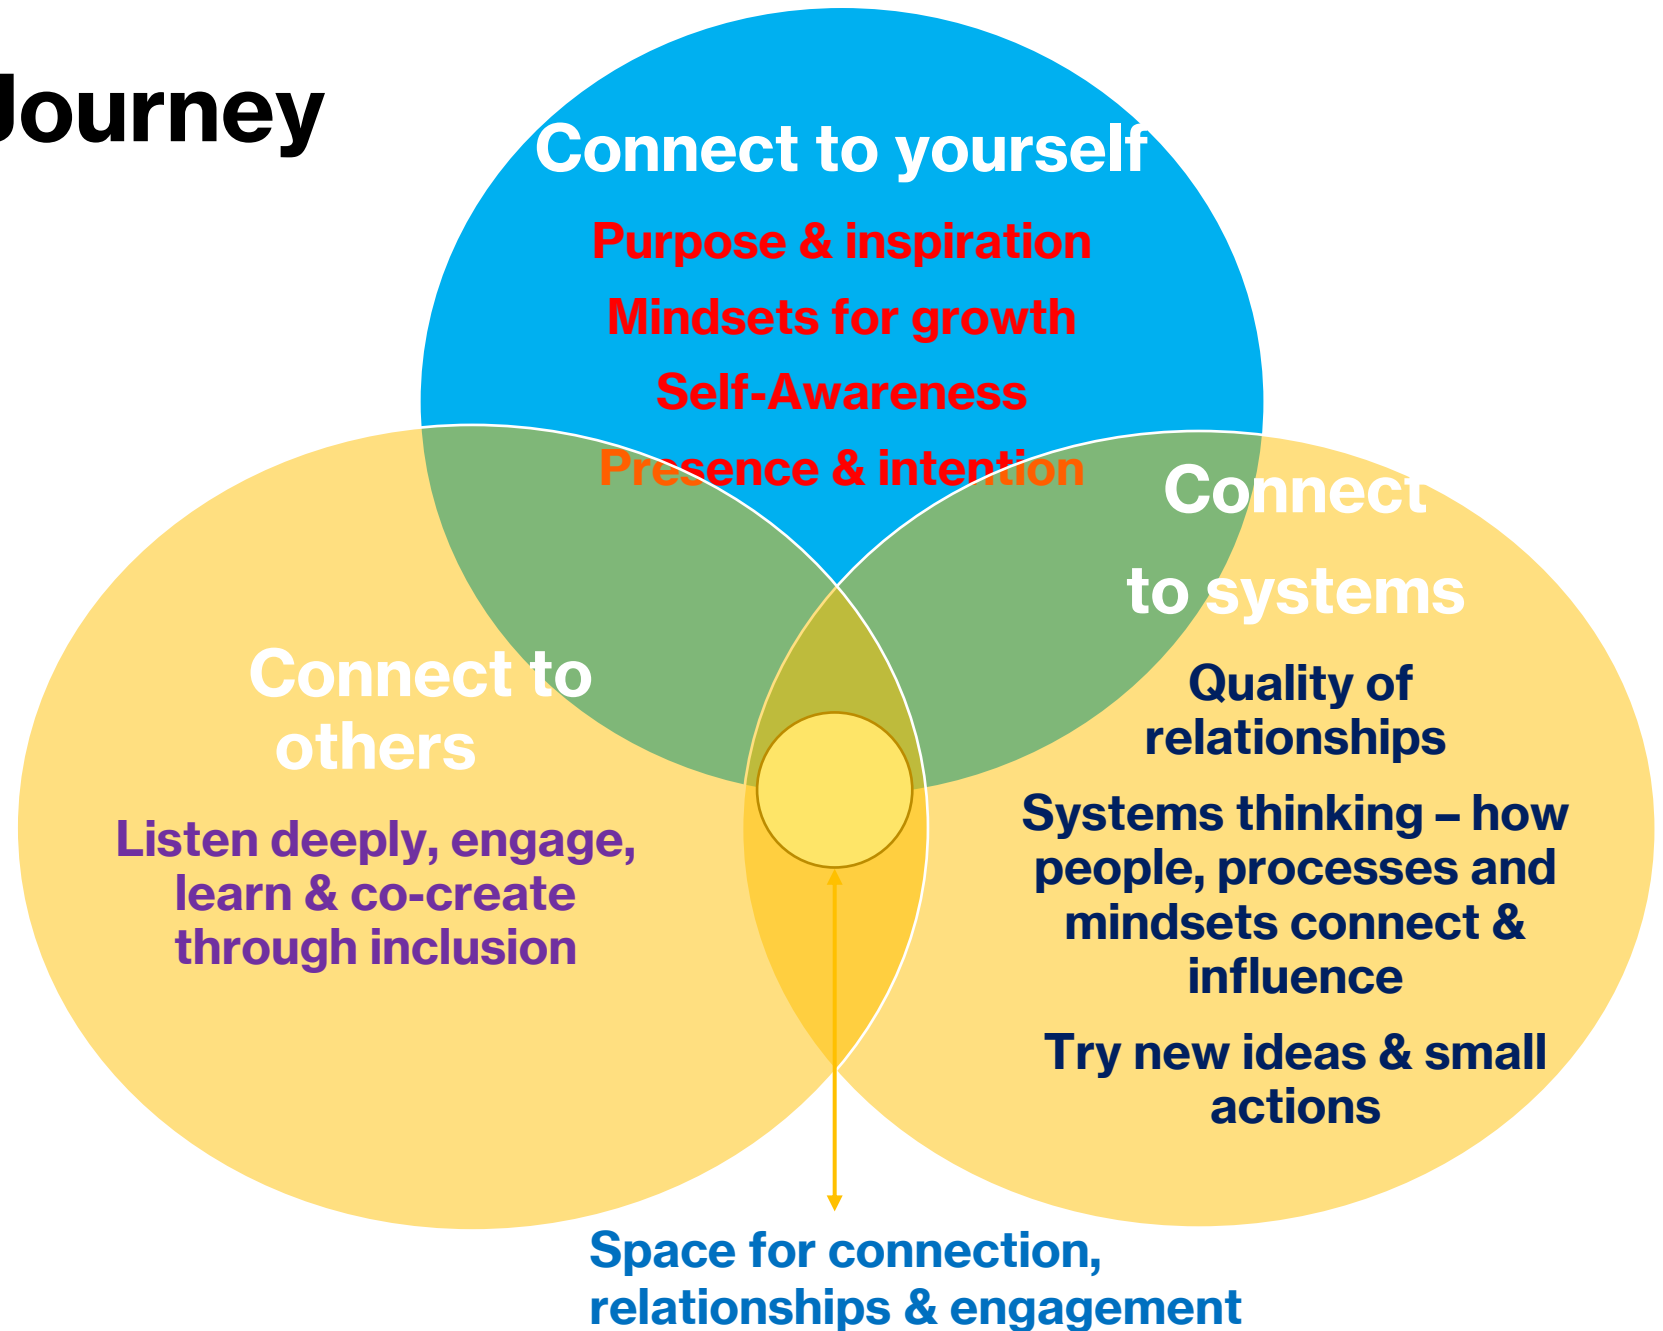 Journey
Connect to yourself
Purpose & inspiration
Mindsets for growth
Self-Awareness
Presence & intention
Connect
to systems
Quality of
relationships
Systems thinking – how
people, processes and
mindsets connect &
influence
Try new ideas & small
actions
Connect to
others
Listen deeply, engage,
learn & co-create
through inclusion
Space for connection,
relationships & engagement